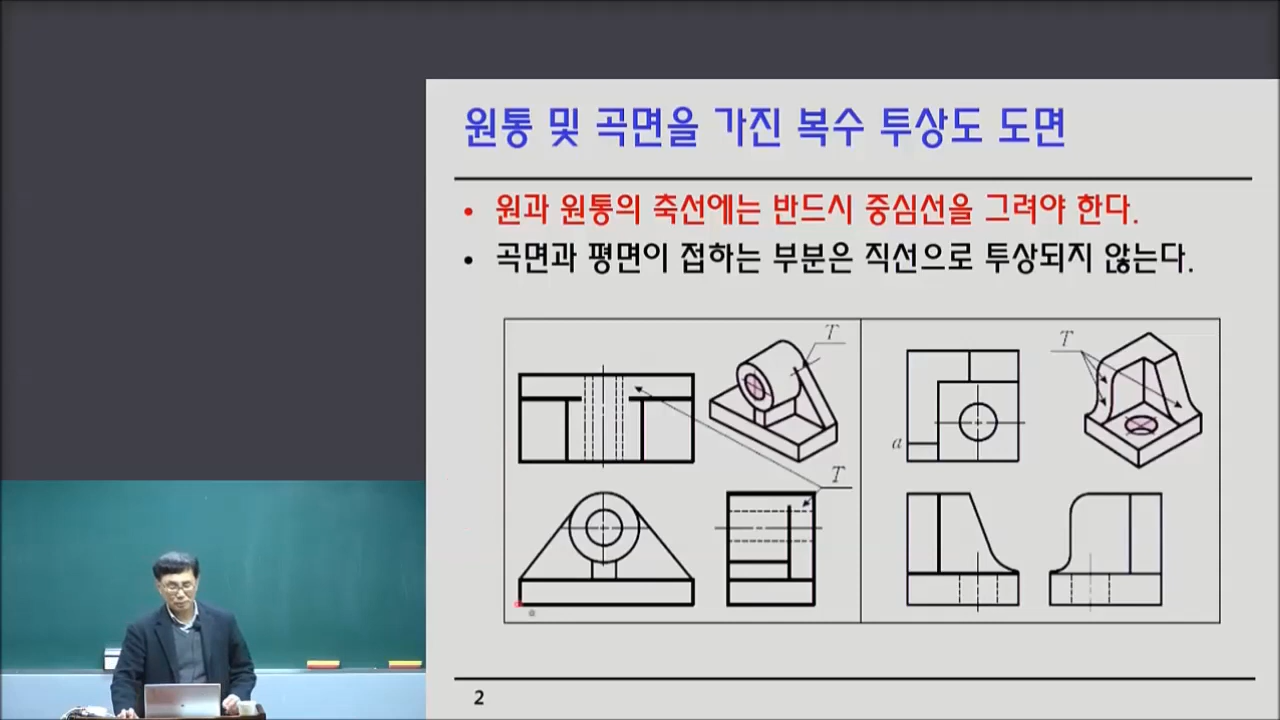 원통 및 곡면을 가진 복수 투상도 도면
• 원과 원통의 축선에는 반드시 중심선을 그려야 한다.
• 곡면과 평면이 접하는 부분은 직선으로 투상되지 않는다.
T
T
a
T
2